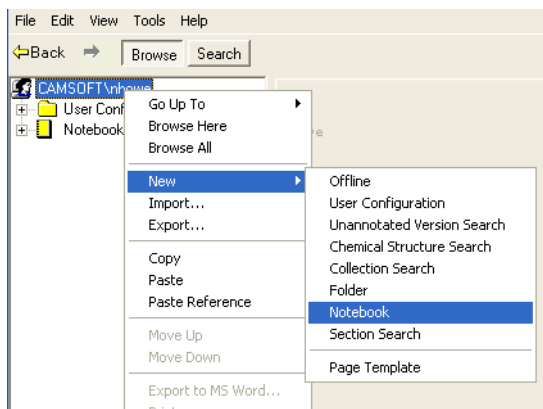 File Edit View Tools Help
Back Browse Search
CAMSOFT\nhowe
User Conf
Notebook
Go Up To
Browse Here
Browse All
New
Import...
Export...
Copy
Paste
Paste Reference
Move Up
Move Down
Export to MS Word...
Offline
User Configuration
Unannotated Version Search
Chemical Structure Search
Collection Search
Folder
Notebook
Section Search
Page Template